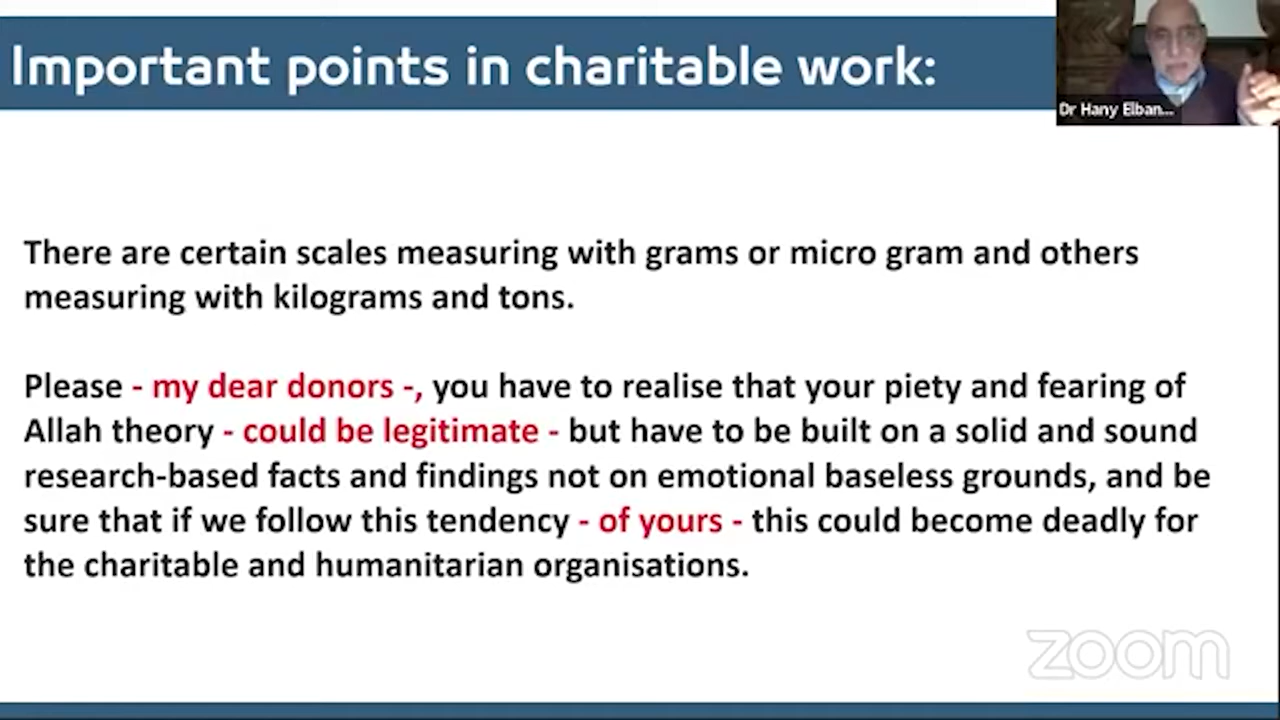 Important points in charitable work:
Dr Hany Elban...
There are certain scales measuring with grams or micro gram and others
measuring with kilograms and tons.
Please - my dear donors -, you have to realise that your piety and fearing of
Allah theory - could be legitimate - but have to be built on a solid and sound
research-based facts and findings not on emotional baseless grounds, and be
sure that if we follow this tendency - of yours - this could become deadly for
the charitable and humanitarian organisations.
zoom